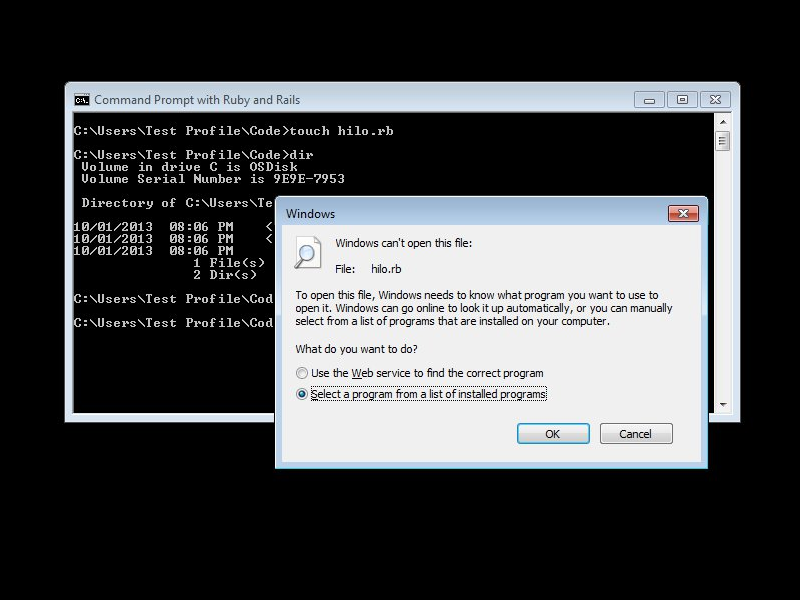 Command Prompt with Ruby and Rails
C:\Users\Test Profile\Code>touch hilo.rb
C:\Users\Test Profile\Code>dir
Volume in drive C is OSDisk
Volume Serial Number is 9E9E-7953
Directory of C:\Users\Te
10/01/2013 08:06 PM <
10/01/2013 08:06 PM <
10/01/2013 08:06 PM
1 File(s)
2 Dir(s)
C:\Users\Test Profile\Cod
C:\Users\Test Profile\Cod
Windows
Windows can't open this file:
File: hilo.rb
To open this file, Windows needs to know what program you want to use to
open it. Windows can go online to look it up automatically, or you can manually
select from a list of programs that are installed on your computer.
What do you want to do?
Use the Web service to find the correct program
Select a program from a list of installed programs
OK Cancel